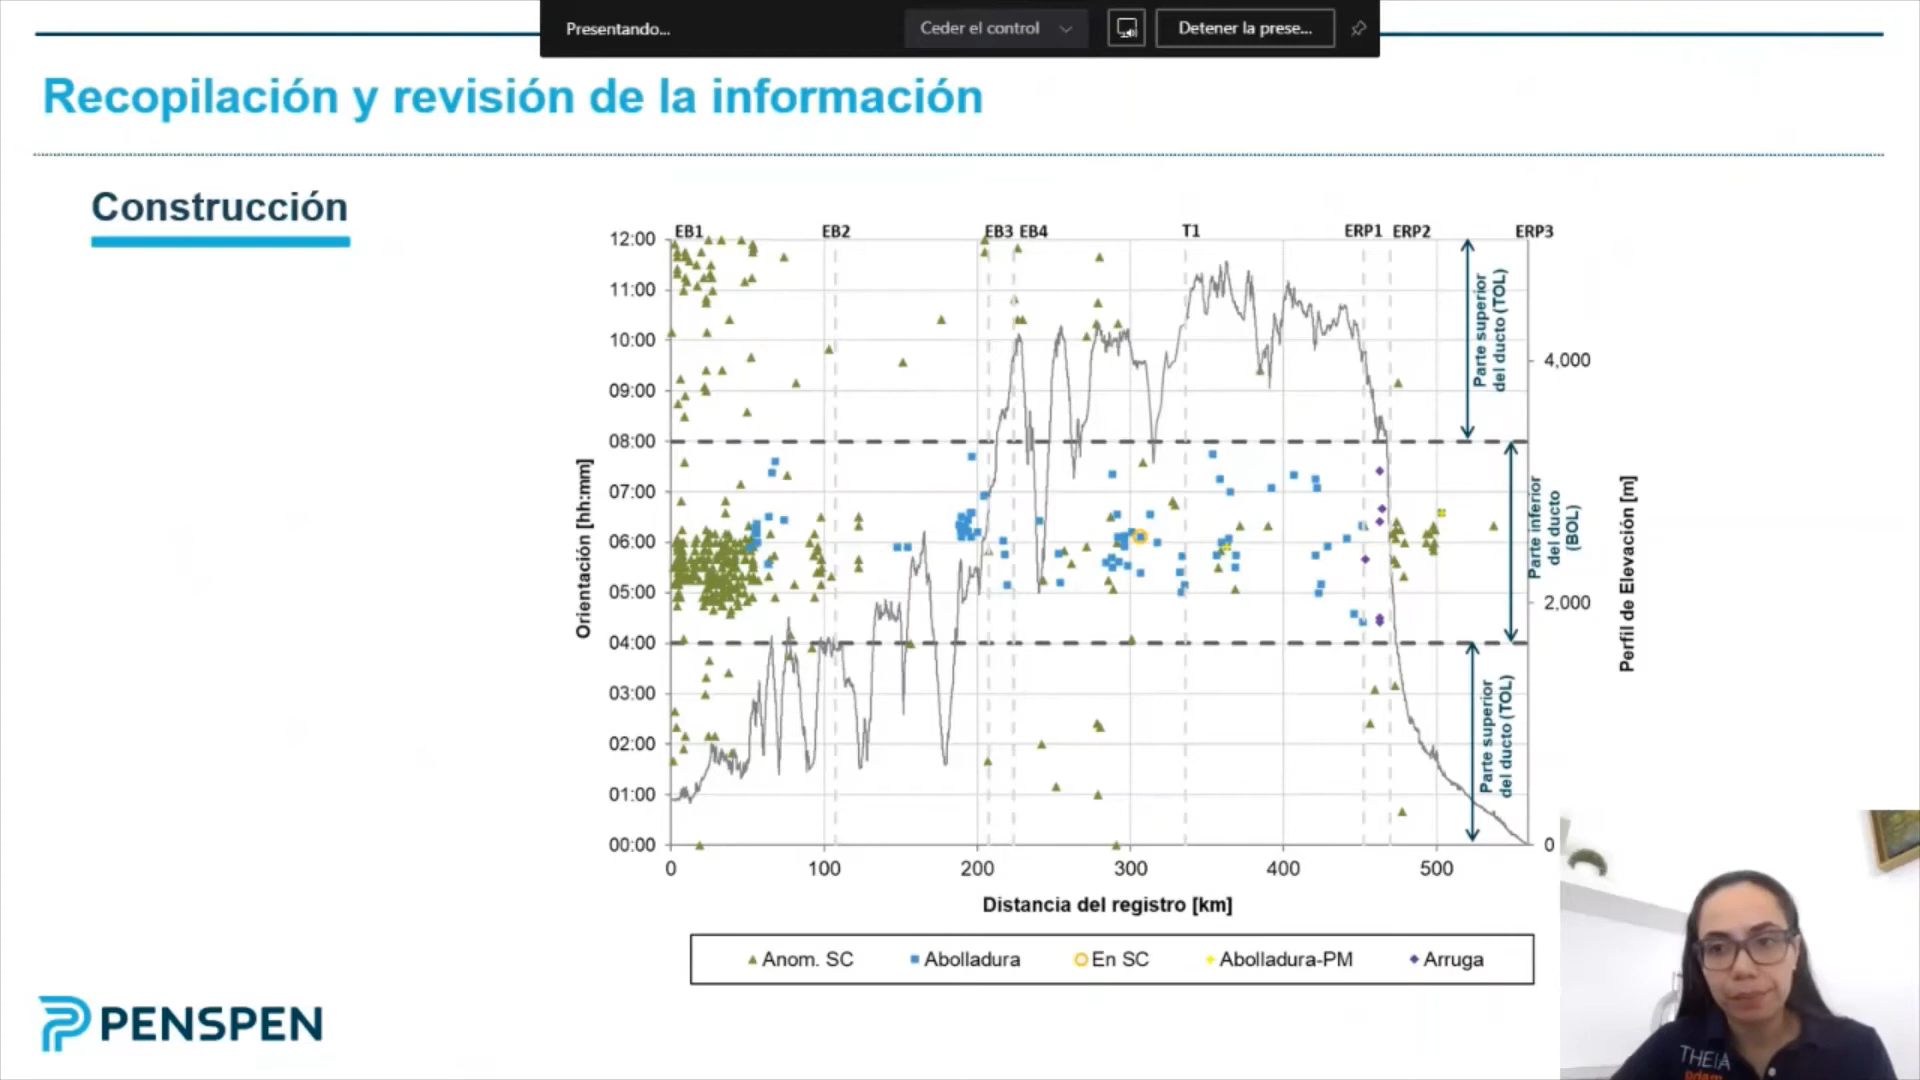 Presentando...
Ceder el control
Detener la prese...
Recopilación y revisión de la información
Construcción
EB1
EB2
EB3
EB4
T1
ERP1
ERP2
ERP3
12:00
11:00
10:00
09:00
08:00
07:00
06:00
05:00
04:00
03:00
02:00
01:00
00:00
Orientación [hh:mm]
4,000
2,000
0
Perfil de Elevación [m]
Parte superior
del ducto (TOL)
Parte inferior
del ducto
(BOL)
Parte superior
del ducto (TOL)
0
100
200
300
400
500
Distancia del registro [km]
Anom. SC
Abolladura
En SC
Abolladura-PM
Arruga
PENSPEN
THEIA